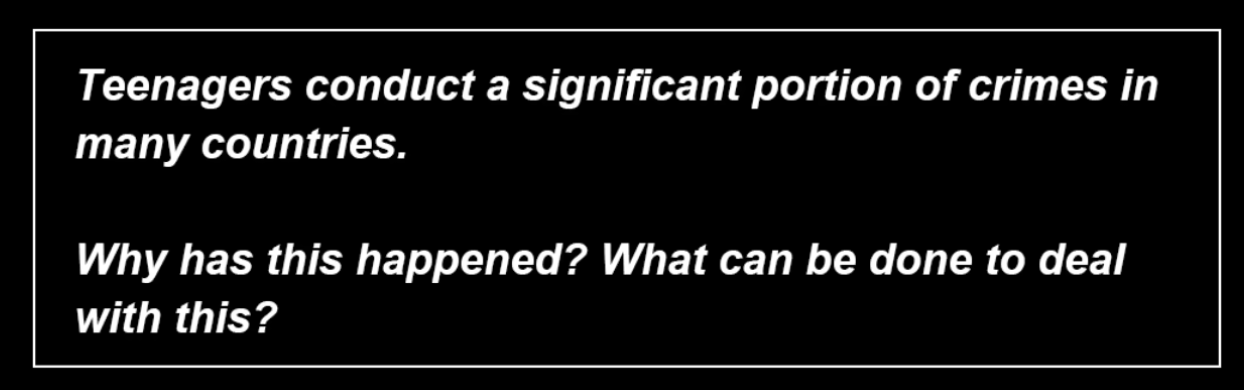 Teenagers conduct a significant portion of crimes in
many countries.
Why has this happened? What can be done to deal
with this?